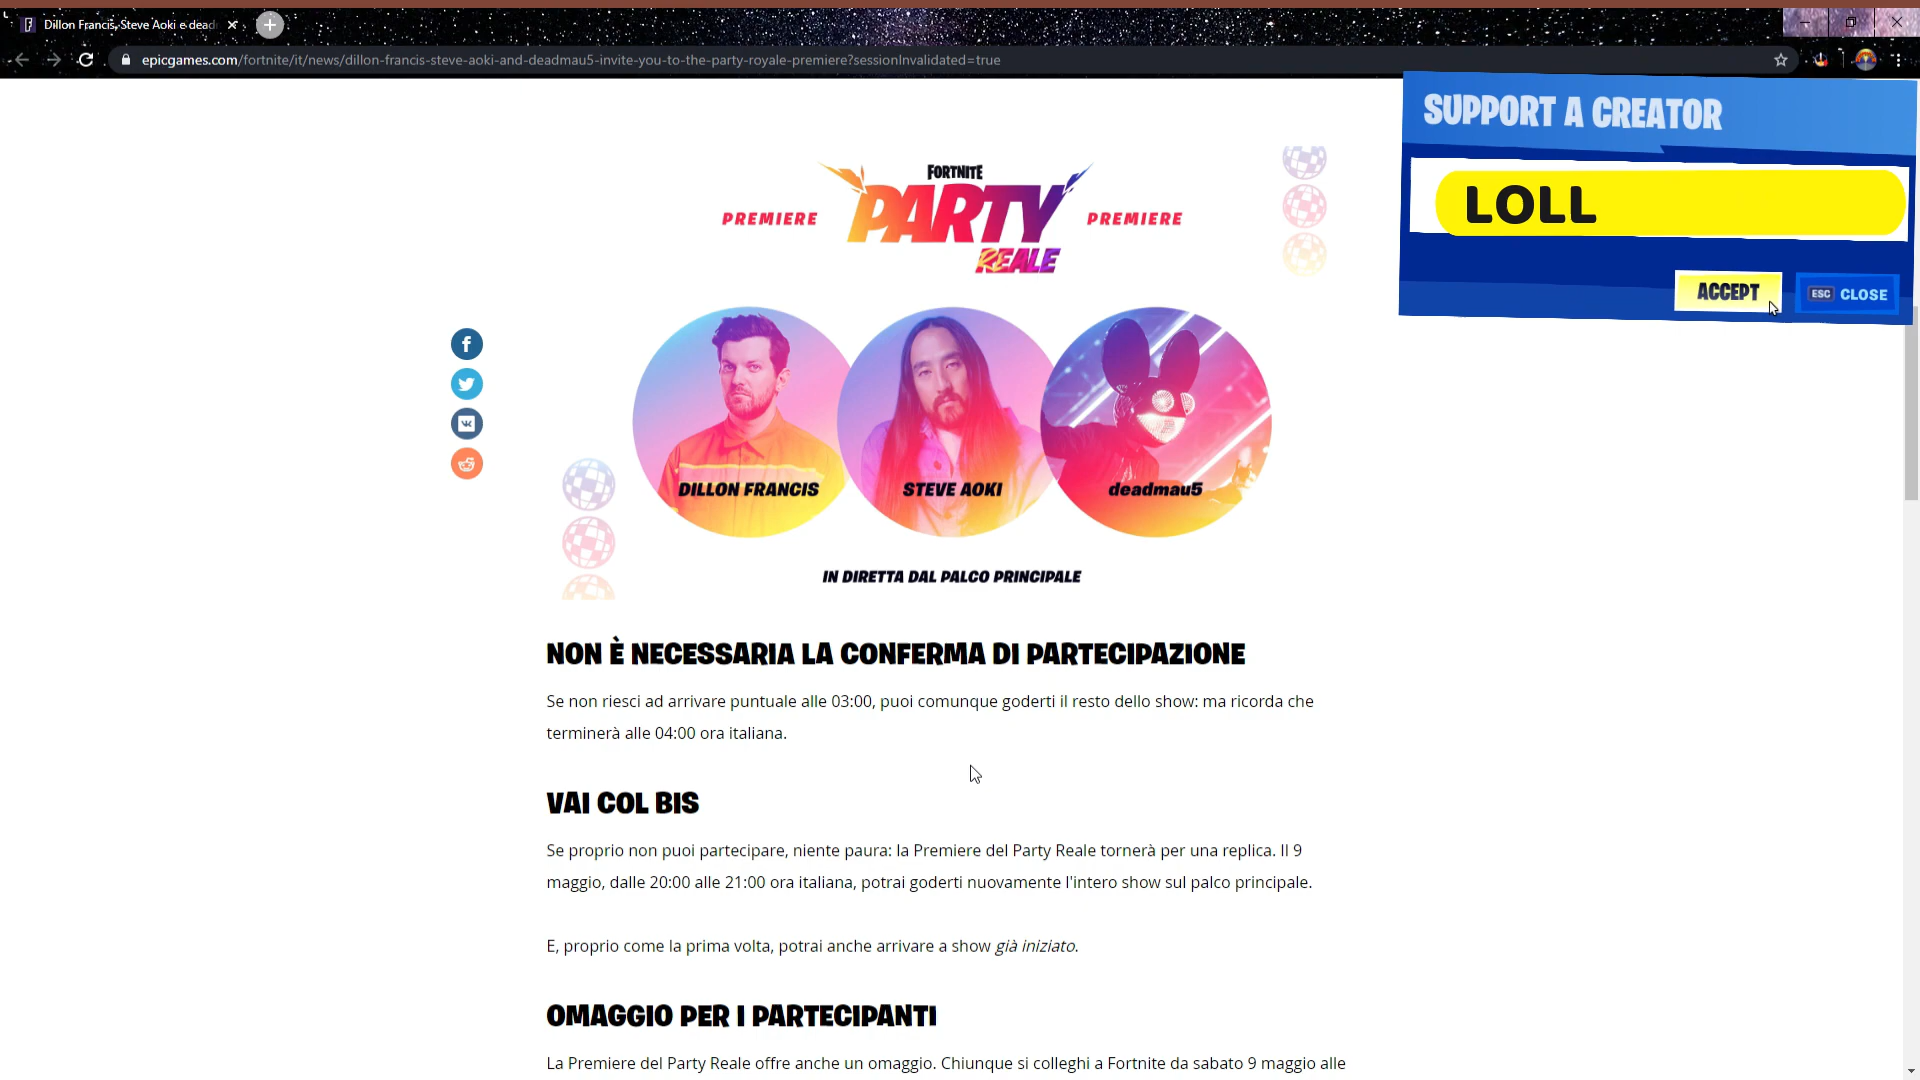 Dillon Francis, Steve Aoki e dead
epicgames.com/fortnite/it/news/dillon-francis-steve-aoki-and-deadmau5-invite-you-to-the-party-royale-premiere?sessionInvalidated=true
SUPPORT A CREATOR
LOLL
ACCEPT
ESC CLOSE
FORTNITE
PREMIERE PARTY PREMIERE
REALE
DILLON FRANCIS STEVE AOKI deadmau5
IN DIRETTA DAL PALCO PRINCIPALE
NON È NECESSARIA LA CONFERMA DI PARTECIPAZIONE
Se non riesci ad arrivare puntuale alle 03:00, puoi comunque goderti il resto dello show: ma ricorda che
terminerà alle 04:00 ora italiana.
VAI COL BIS
Se proprio non puoi partecipare, niente paura: la Premiere del Party Reale tornerà per una replica. Il 9
maggio, dalle 20:00 alle 21:00 ora italiana, potrai goderti nuovamente l'intero show sul palco principale.
E, proprio come la prima volta, potrai anche arrivare a show già iniziato.
OMAGGIO PER I PARTECIPANTI
La Premiere del Party Reale offre anche un omaggio. Chiunque si colleghi a Fortnite da sabato 9 maggio alle